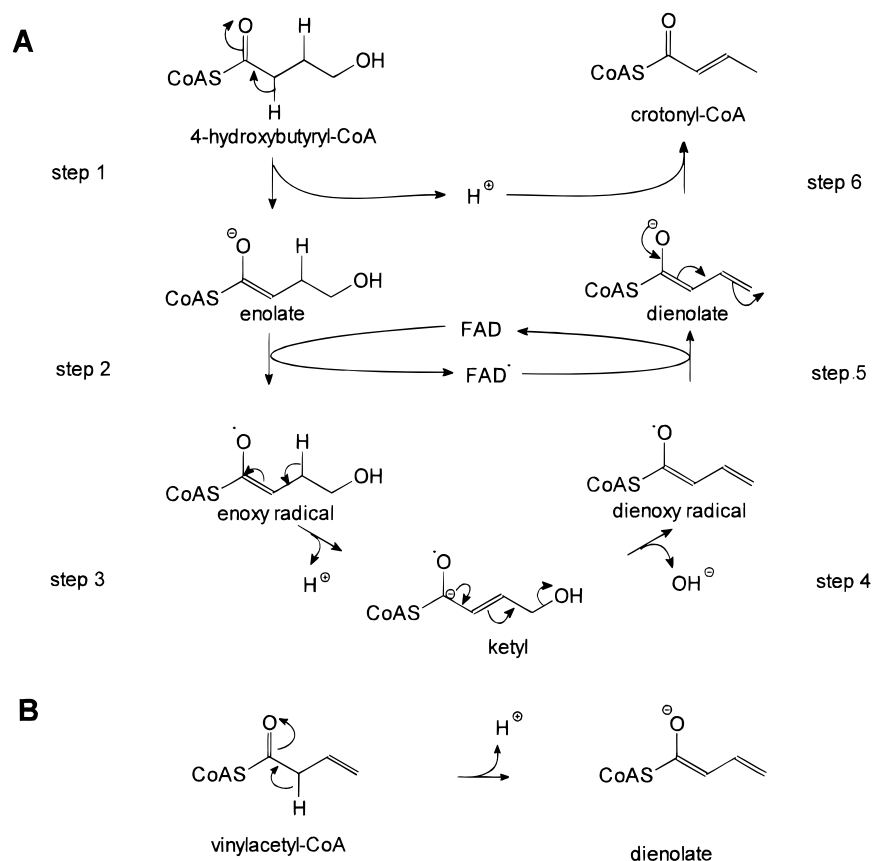 A
O H
CoAS OH
H
4-hydroxybutyryl-CoA
O
CoAS
crotonyl-CoA
step 1
H⊕
step 6
⊖O H
CoAS OH
enolate
⊖
O
CoAS
dienolate
FAD
step 2
FAD·
step.5
·O H
CoAS OH
enoxy radical
·O
CoAS
dienoxy radical
step 3
H⊕
·O
⊖
CoAS OH
ketyl
OH⊖
step 4
B
O
CoAS
H
vinylacetyl-CoA
H⊕
⊖O
CoAS
dienolate